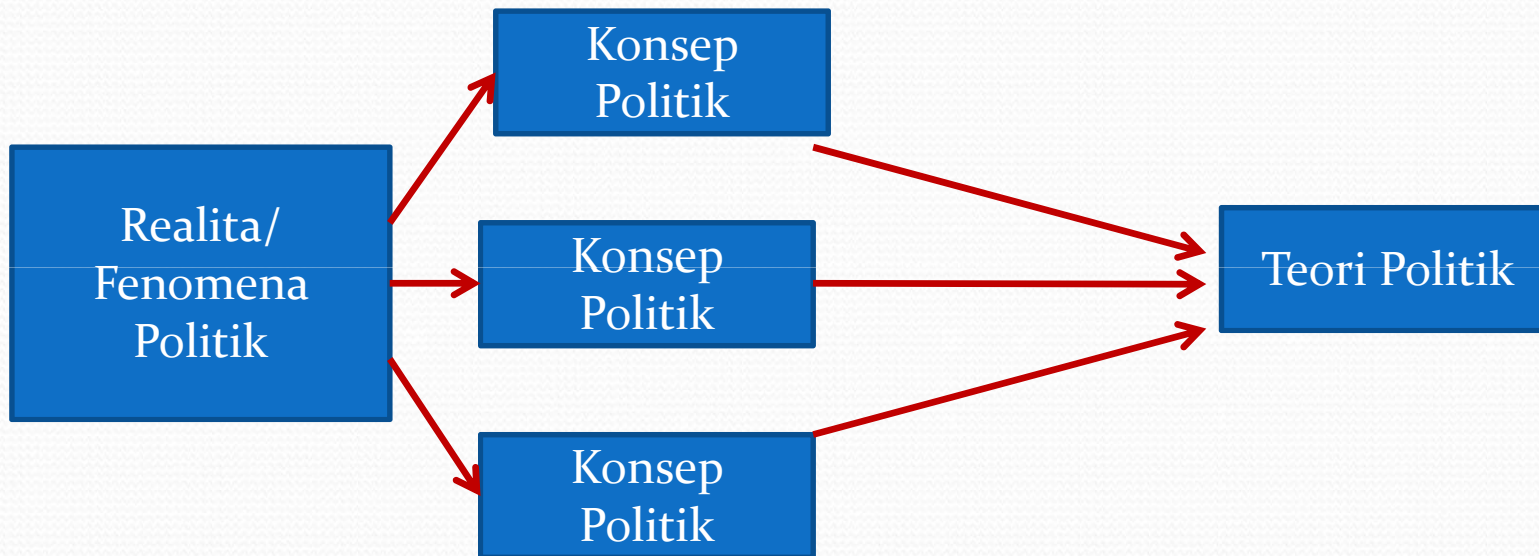 Konsep
Politik
Realita/
Fenomena
Politik
Konsep
Politik
Teori Politik
Konsep
Politik